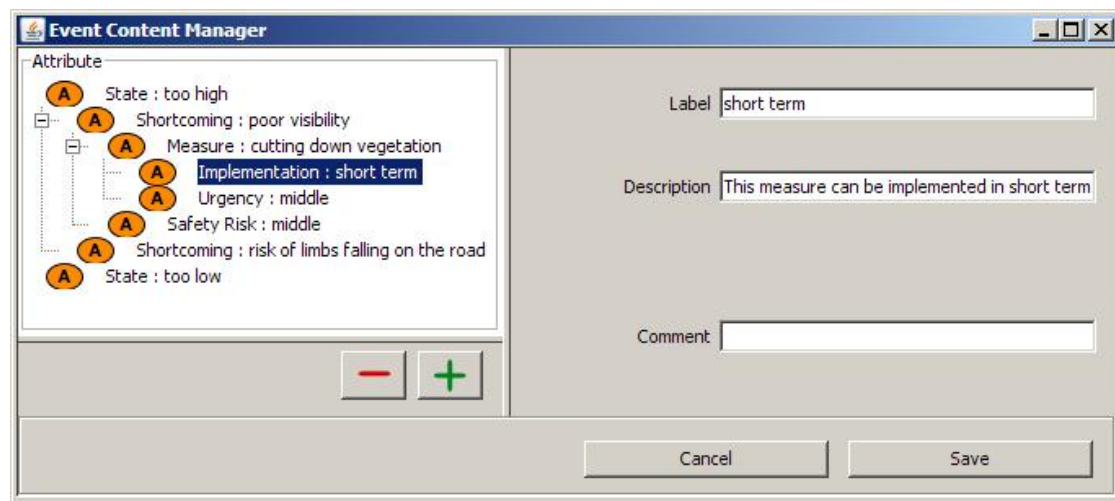 Event Content Manager
Attribute
A State : too high
A Shortcoming : poor visibility
A Measure : cutting down vegetation
A Implementation : short term
A Urgency : middle
A Safety Risk : middle
A Shortcoming : risk of limbs falling on the road
A State : too low
Label short term
Description This measure can be implemented in short term
Comment
Cancel Save